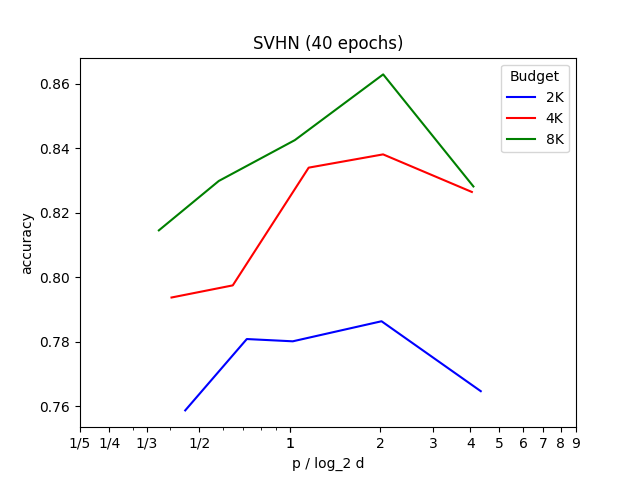 SVHN (40 epochs)
Budget
2K
4K
8K
accuracy
0.86
0.84
0.82
0.80
0.78
0.76
1/5 1/4 1/3 1/2 1 2 3 4 5 6 7 8 9
p / log_2 d